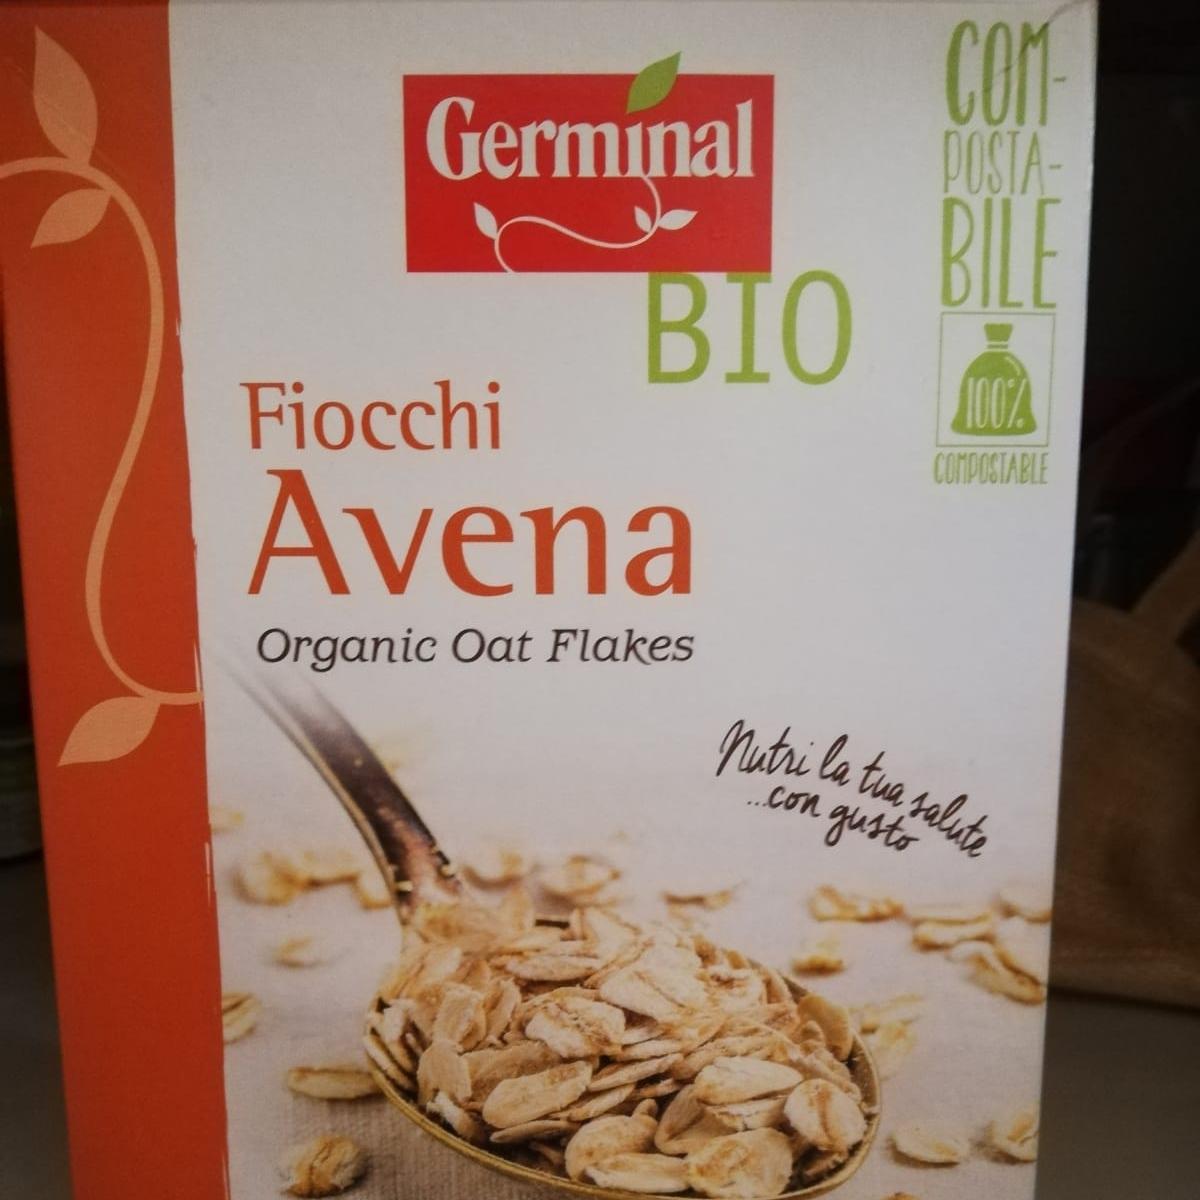 Germinal
BIO
COM-
POSTA-
BILE
100%
COMPOSTABLE
Fiocchi
Avena
Organic Oat Flakes
Nutri la tua salute
...con gusto